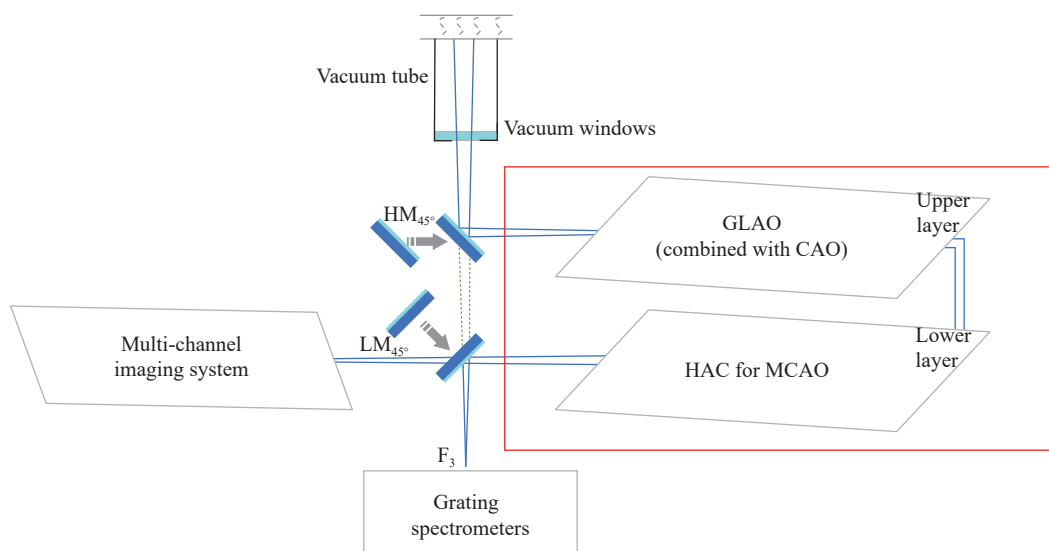 Vacuum tube
Vacuum windows
HM45°
GLAO
(combined with CAO)
Upper
layer
LM45°
Multi-channel
imaging system
HAC for MCAO
Lower
layer
F3
Grating
spectrometers